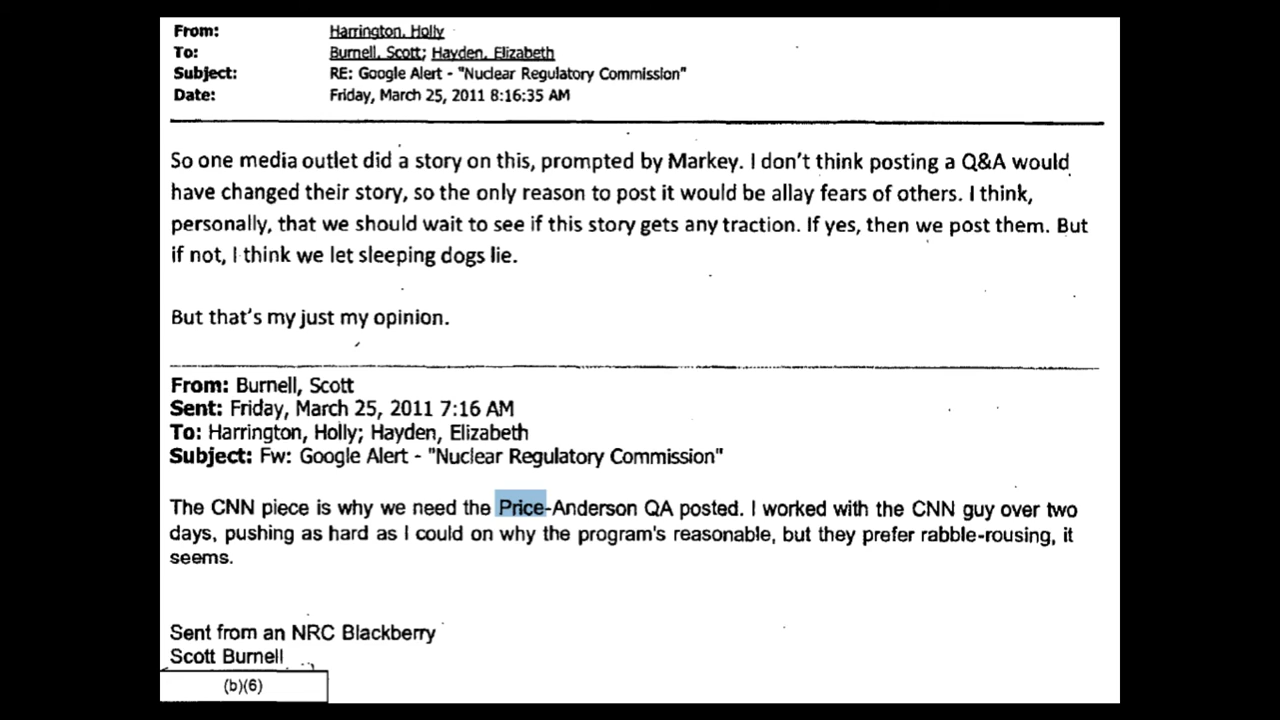 From: Harrington, Holly
To: Burnell, Scott; Hayden, Elizabeth
Subject: RE: Google Alert - "Nuclear Regulatory Commission"
Date: Friday, March 25, 2011 8:16:35 AM
So one media outlet did a story on this, prompted by Markey. I don't think posting a Q&A would
have changed their story, so the only reason to post it would be allay fears of others. I think,
personally, that we should wait to see if this story gets any traction. If yes, then we post them. But
if not, I think we let sleeping dogs lie.
But that's my just my opinion.
From: Burnell, Scott
Sent: Friday, March 25, 2011 7:16 AM
To: Harrington, Holly; Hayden, Elizabeth
Subject: Fw: Google Alert - "Nuclear Regulatory Commission"
The CNN piece is why we need the Price-Anderson QA posted. I worked with the CNN guy over two
days, pushing as hard as I could on why the program's reasonable, but they prefer rabble-rousing, it
seems.
Sent from an NRC Blackberry
Scott Burnell
(b)(6)